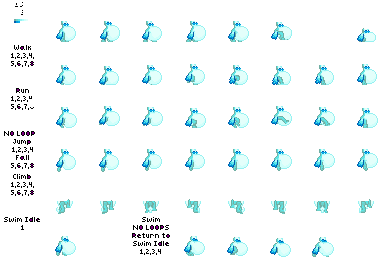 Walk
1,2,3,4,
5,6,7,8
Run
1,2,3,4
5,6,7,8
NO LOOP
Jump
1,2,3,4
Fall
5,6,7,8
Climb
1,2,3,4,
5,6,7,8
Swim Idle
1
Swim
NO LOOPS
Return to
Swim Idle
1,2,3,4